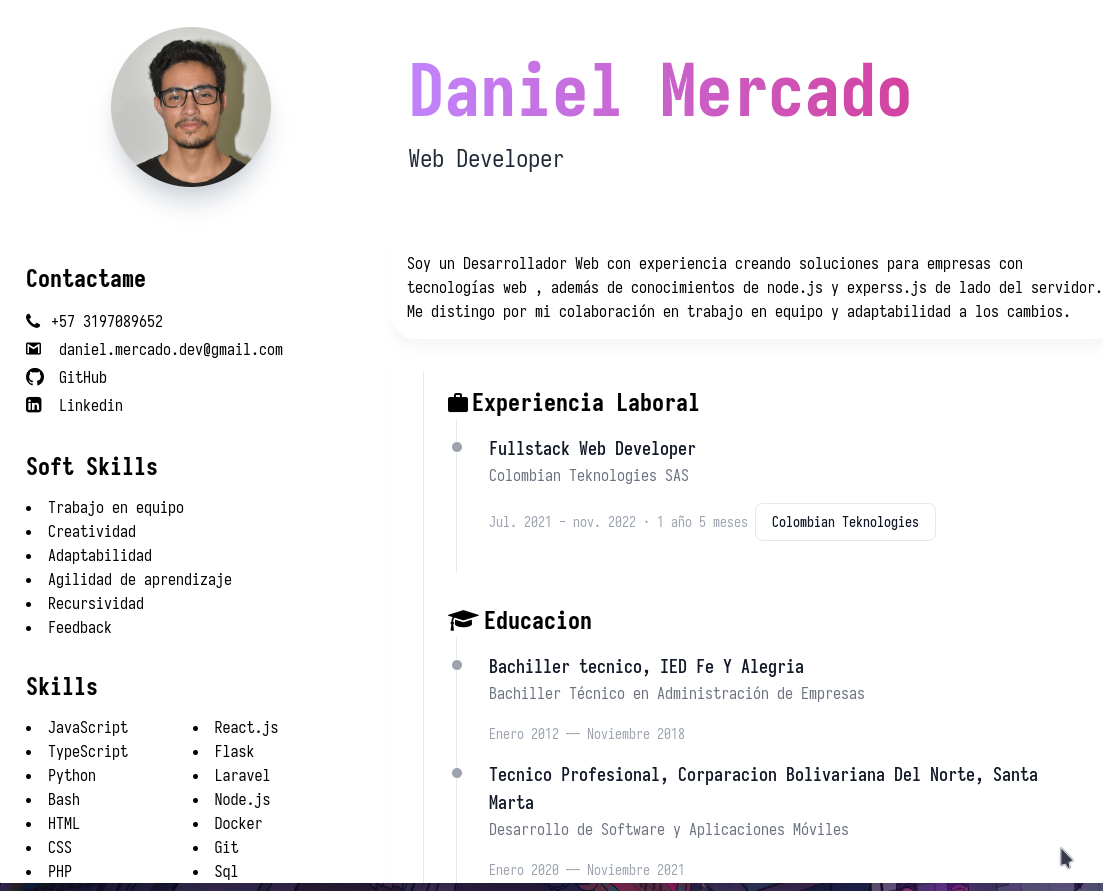 Daniel Mercado
Web Developer
Contactame
+57 3197089652
daniel.mercado.dev@gmail.com
GitHub
Linkedin
Soft Skills
Trabajo en equipo
Creatividad
Adaptabilidad
Agilidad de aprendizaje
Recursividad
Feedback
Skills
JavaScript
TypeScript
Python
Bash
HTML
CSS
PHP
React.js
Flask
Laravel
Node.js
Docker
Git
Sql
Soy un Desarrollador Web con experiencia creando soluciones para empresas con
tecnologías web , además de conocimientos de node.js y experss.js de lado del servidor.
Me distingo por mi colaboración en trabajo en equipo y adaptabilidad a los cambios.
Experiencia Laboral
Fullstack Web Developer
Colombian Teknologies SAS
Jul. 2021 - nov. 2022 · 1 año 5 meses Colombian Teknologies
Educacion
Bachiller tecnico, IED Fe Y Alegria
Bachiller Técnico en Administración de Empresas
Enero 2012 — Noviembre 2018
Tecnico Profesional, Corparacion Bolivariana Del Norte, Santa
Marta
Desarrollo de Software y Aplicaciones Móviles
Enero 2020 — Noviembre 2021